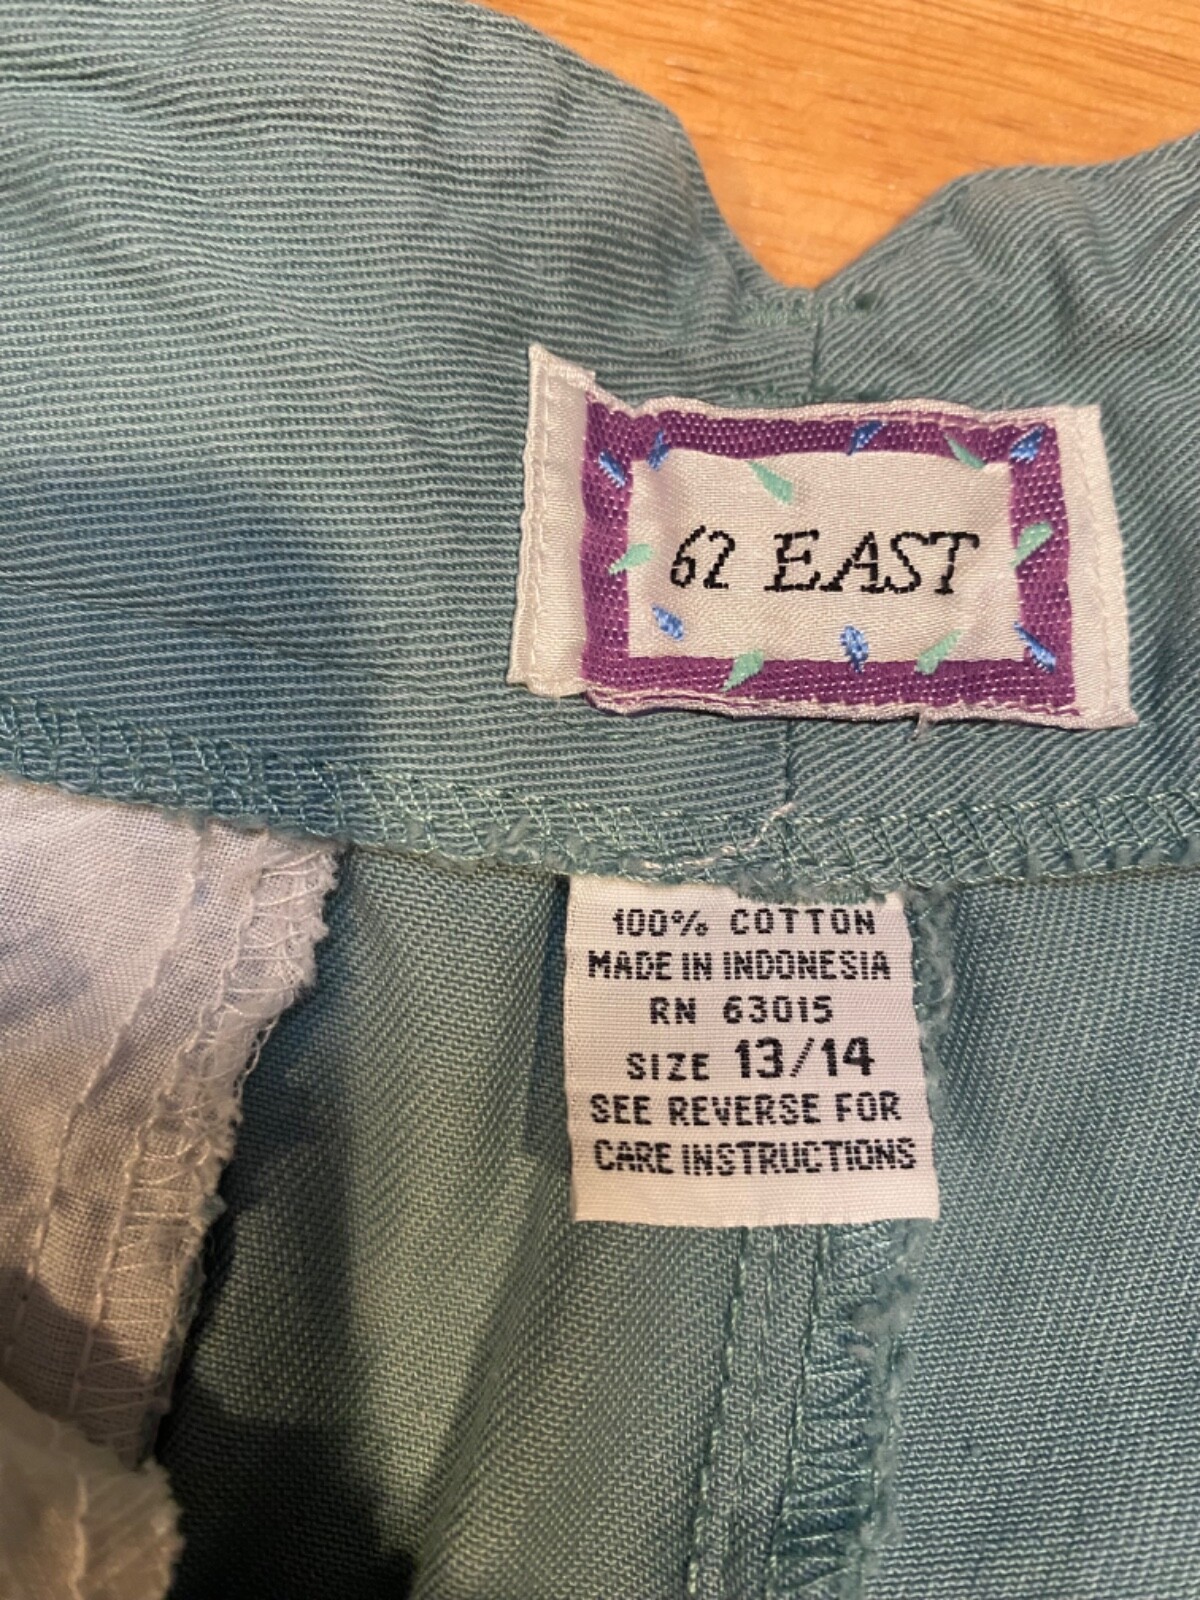 62 EAST
100% COTTON
MADE IN INDONESIA
RN 63015
SIZE 13/14
SEE REVERSE FOR
CARE INSTRUCTIONS